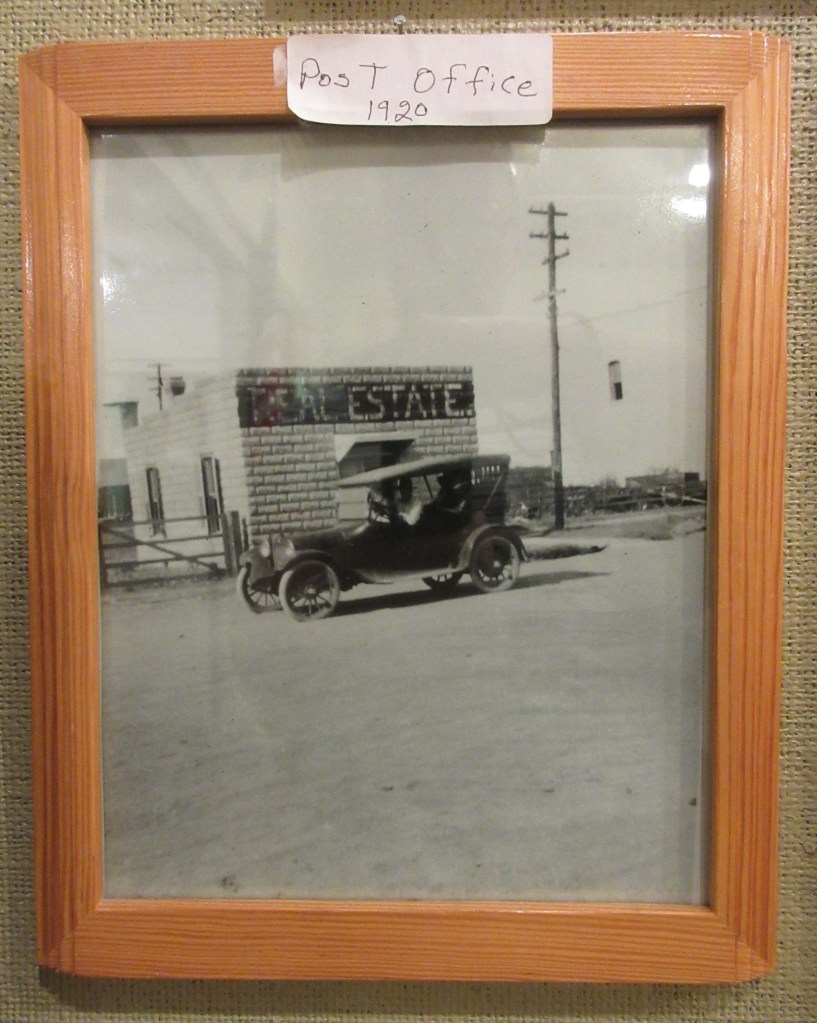 Post Office
1920
REAL ESTATE.